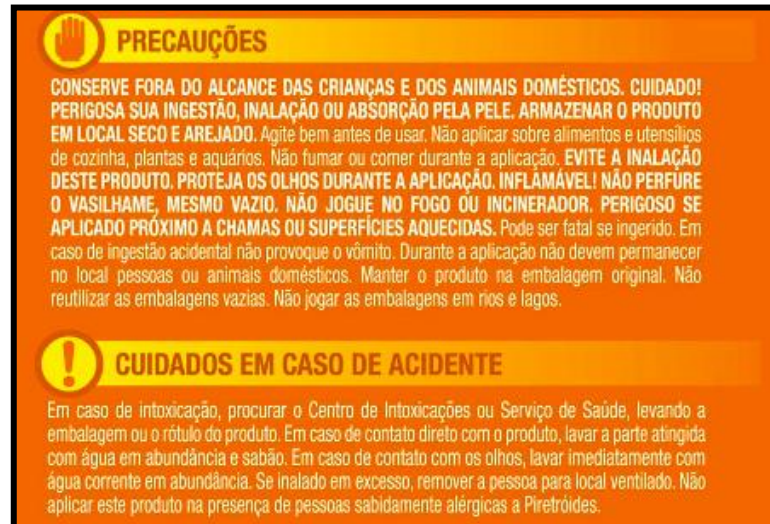 PRECAUÇÕES
CONSERVE FORA DO ALCANCE DAS CRIANÇAS E DOS ANIMAIS DOMÉSTICOS. CUIDADO!
PERIGOSA SUA INGESTÃO, INALAÇÃO OU ABSORÇÃO PELA PELE. ARMAZENAR O PRODUTO
EM LOCAL SECO E AREJADO. Agite bem antes de usar. Não aplicar sobre alimentos e utensílios
de cozinha, plantas e aquários. Não fumar ou comer durante a aplicação. EVITE A INALAÇÃO
DESTE PRODUTO. PROTEJA OS OLHOS DURANTE A APLICAÇÃO. INFLAMÁVEL! NÃO PERFURE
O VASILHAME, MESMO VAZIO. NÃO JOGUE NO FOGO OU INCINERADOR. PERIGOSO SE
APLICADO PRÓXIMO A CHAMAS OU SUPERFÍCIES AQUECIDAS. Pode ser fatal se ingerido. Em
caso de ingestão acidental não provoque o vômito. Durante a aplicação não devem permanecer
no local pessoas ou animais domésticos. Manter o produto na embalagem original. Não
reutilizar as embalagens vazias. Não jogar as embalagens em rios e lagos.
CUIDADOS EM CASO DE ACIDENTE
Em caso de intoxicação, procurar o Centro de Intoxicações ou Serviço de Saúde, levando a
embalagem ou o rótulo do produto. Em caso de contato direto com o produto, lavar a parte atingida
com água em abundância e sabão. Em caso de contato com os olhos, lavar imediatamente com
água corrente em abundância. Se inalado em excesso, remover a pessoa para local ventilado. Não
aplicar este produto na presença de pessoas sabidamente alérgicas a Piretróides.